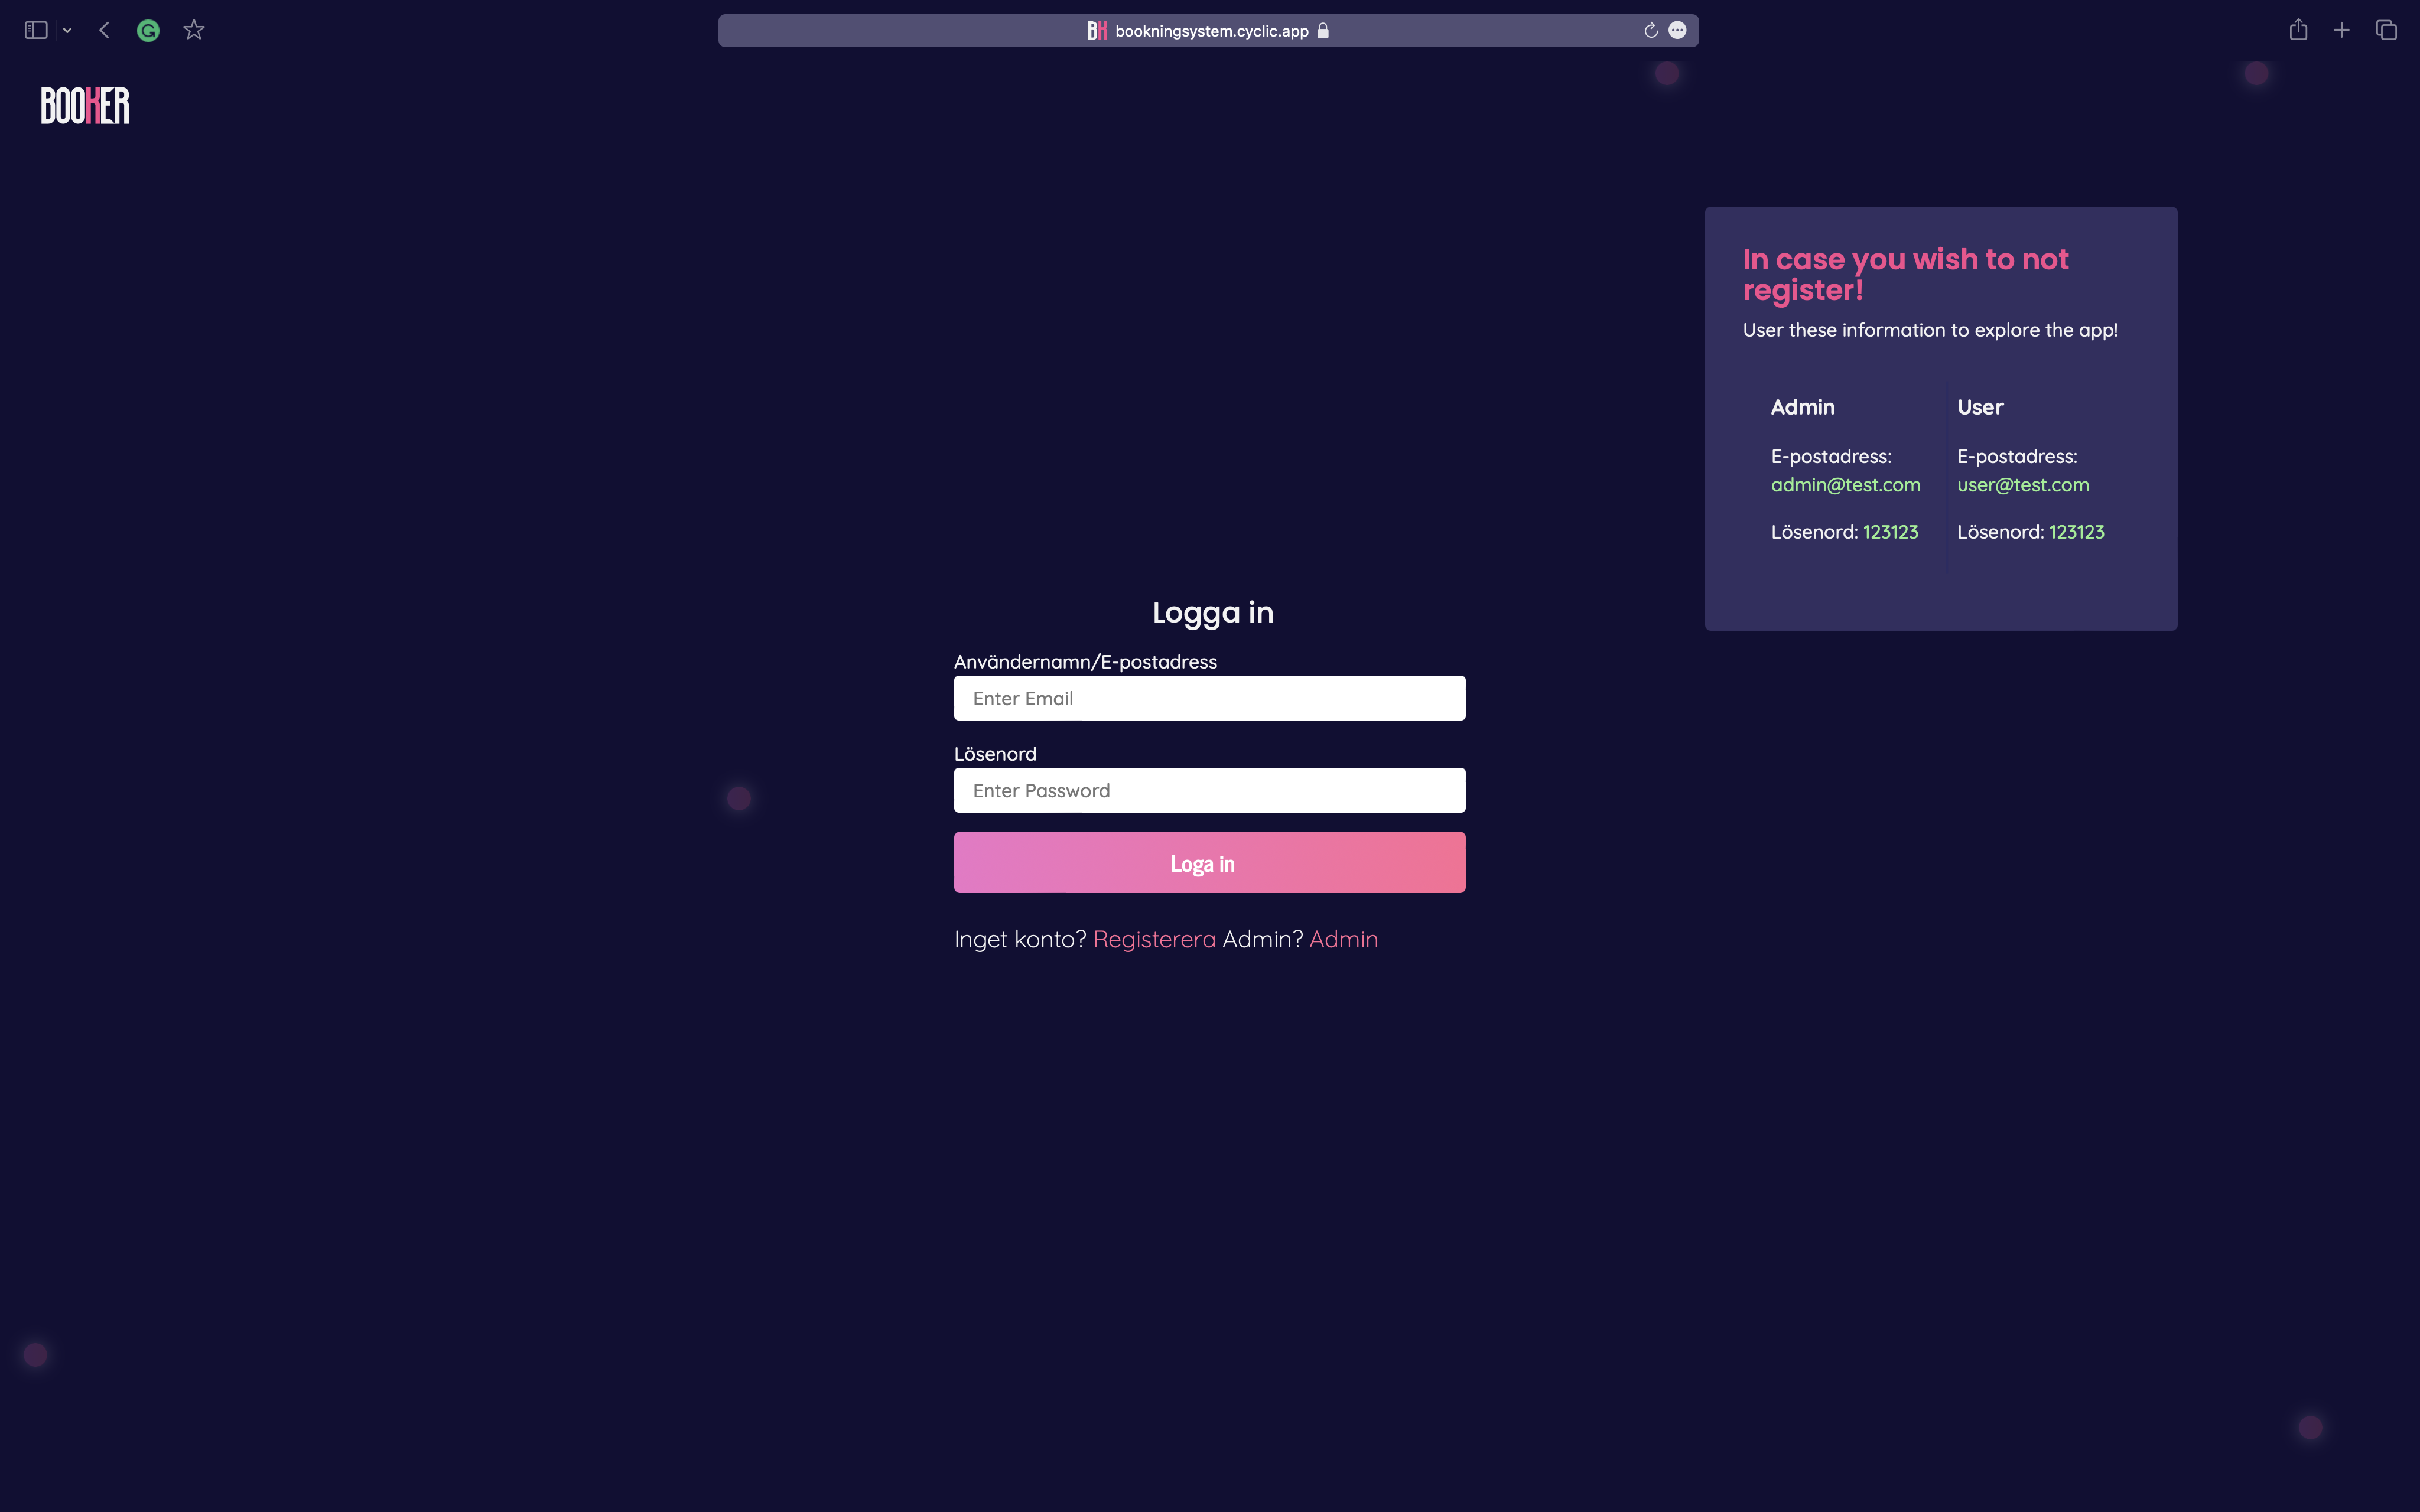 BK bookningsystem.cyclic.app
BOOKER
In case you wish to not
register!
User these information to explore the app!
Admin
E-postadress:
admin@test.com
Lösenord: 123123
User
E-postadress:
user@test.com
Lösenord: 123123
Logga in
Användernamn/E-postadress
Enter Email
Lösenord
Enter Password
Loga in
Inget konto? Registerera Admin? Admin